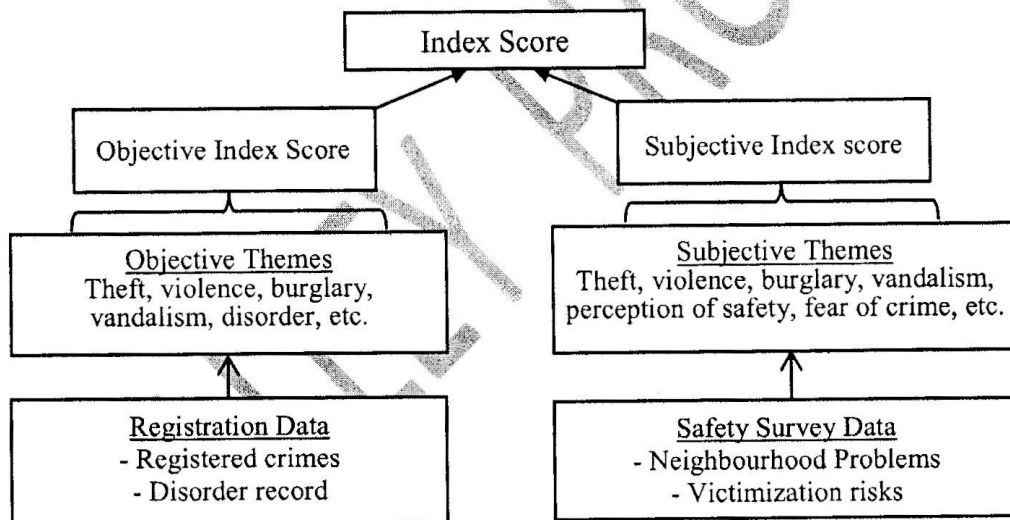 Index Score
Objective Index Score
Subjective Index score
Objective Themes
Theft, violence, burglary,
vandalism, disorder, etc.
Subjective Themes
Theft, violence, burglary, vandalism,
perception of safety, fear of crime, etc.
Registration Data
- Registered crimes
- Disorder record
Safety Survey Data
- Neighbourhood Problems
- Victimization risks